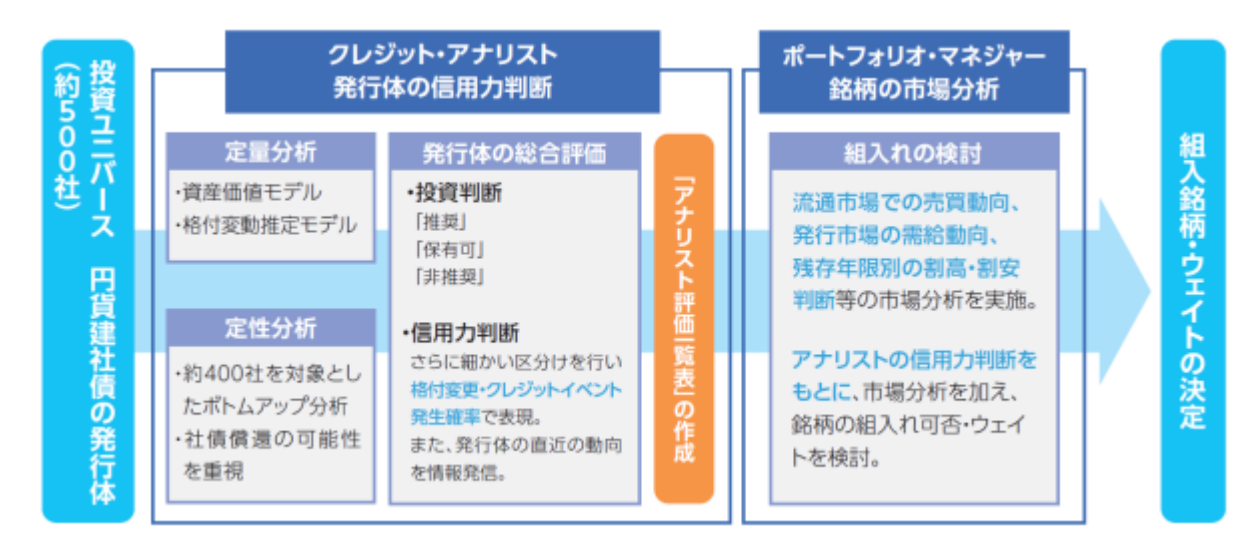 投資ユニバース 円貨建社債の発行体
(約500社)
クレジット・アナリスト
発行体の信用力判断
定量分析
・資産価値モデル
・格付変動推定モデル
定性分析
・約400社を対象とし
たボトムアップ分析
・社債償還の可能性
を重視
発行体の総合評価
・投資判断
「推奨」
「保有可」
「非推奨」
・信用力判断
さらに細かい区分けを行い
格付変更・クレジットイベント
発生確率で表現。
また、発行体の直近の動向
を情報発信。
「アナリスト評価一覧表」の作成
ポートフォリオ・マネジャー
銘柄の市場分析
組入れの検討
流通市場での売買動向、
発行市場の需給動向、
残存年限別の割高・割安
判断等の市場分析を実施。
アナリストの信用力判断を
もとに、市場分析を加え、
銘柄の組入れ可否・ウェイ
トを検討。
組入銘柄・ウェイトの決定